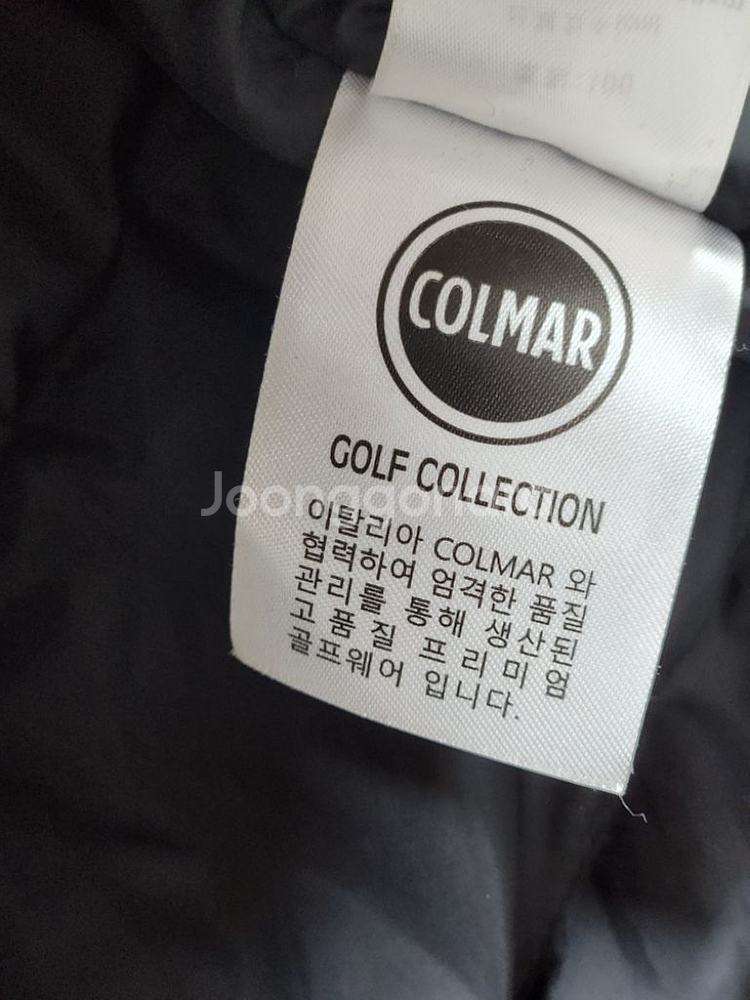 COLMAR
GOLF COLLECTION
이탈리아 COLMAR 와
협력하여 엄격한 품질
관리를 통해 생산된
고 품 질 프 리 미 엄
골프웨어 입니다.